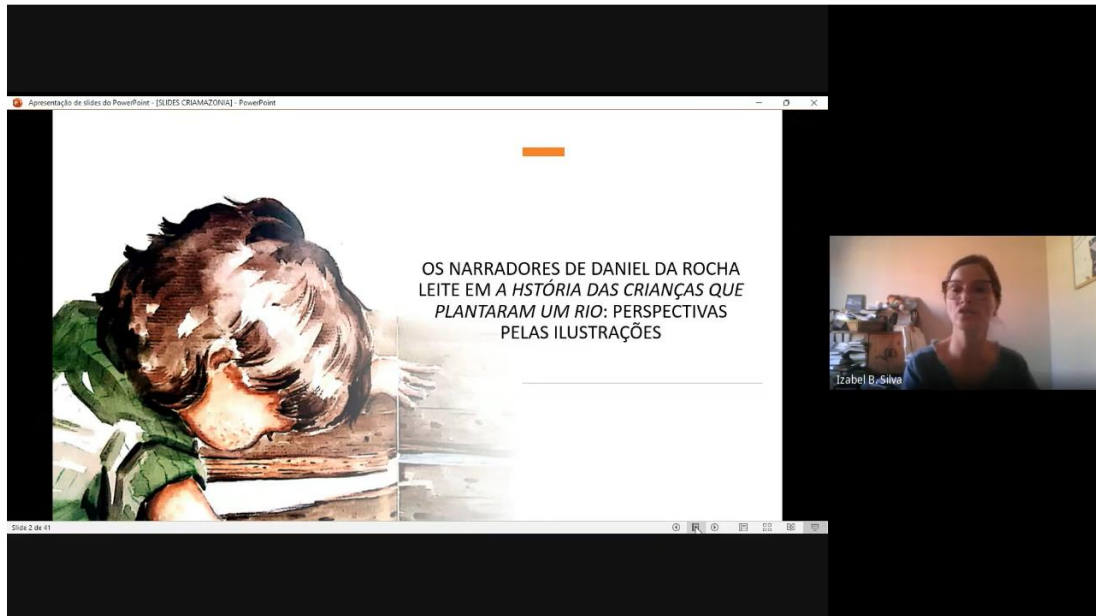 Apresentação de slides do PowerPoint - [SLIDES CRIAMAZONIA] - PowerPoint
OS NARRADORES DE DANIEL DA ROCHA
LEITE EM A HSTÓRIA DAS CRIANÇAS QUE
PLANTARAM UM RIO: PERSPECTIVAS
PELAS ILUSTRAÇÕES
Izabel B. Silva
Slide 2 de 41